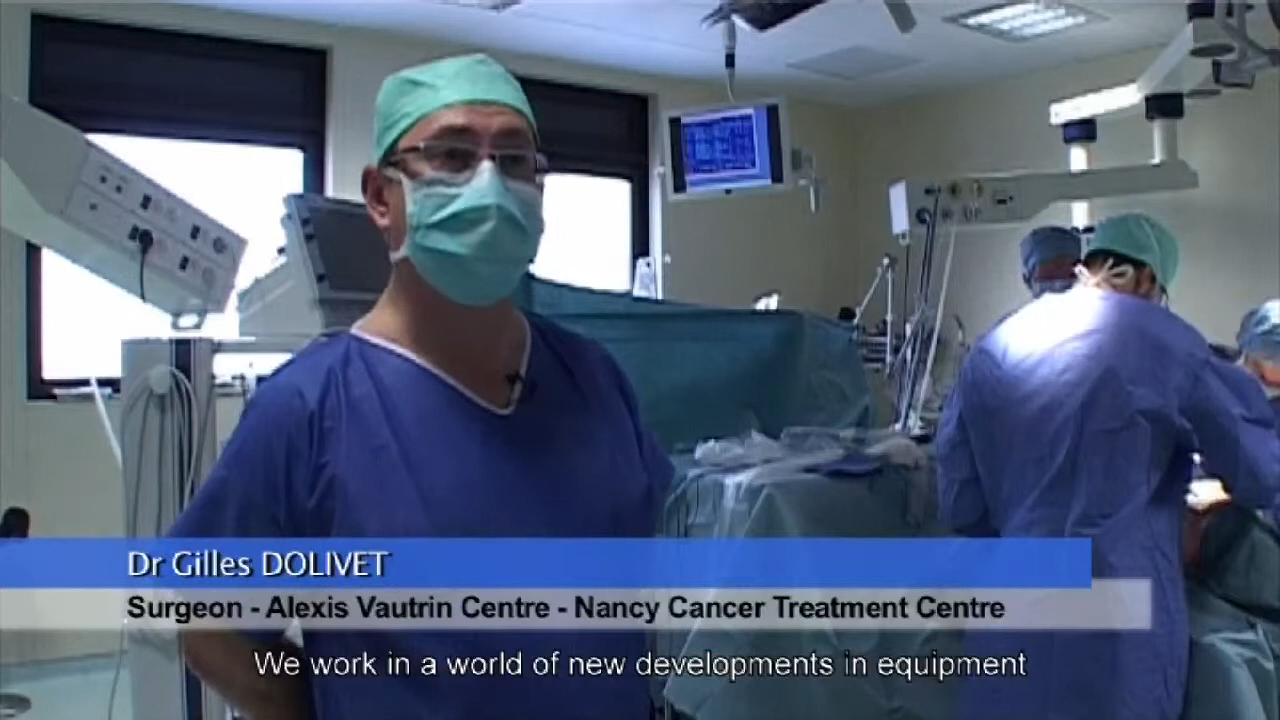 Dr Gilles DOLIVET
Surgeon - Alexis Vautrin Centre - Nancy Cancer Treatment Centre
We work in a world of new developments in equipment